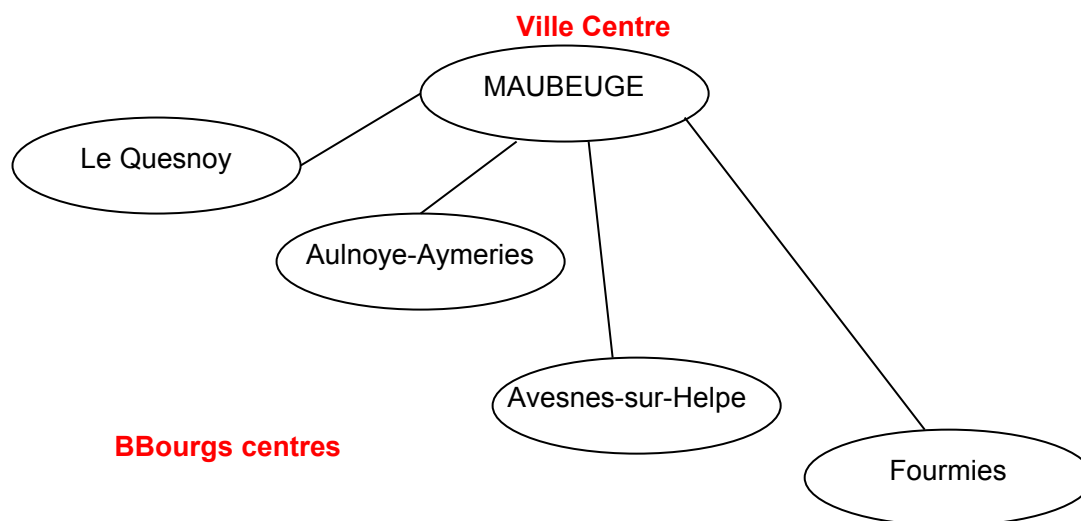 Ville Centre
MAUBEUGE
Le Quesnoy
Aulnoye-Aymeries
Avesnes-sur-Helpe
BBourgs centres
Fourmies